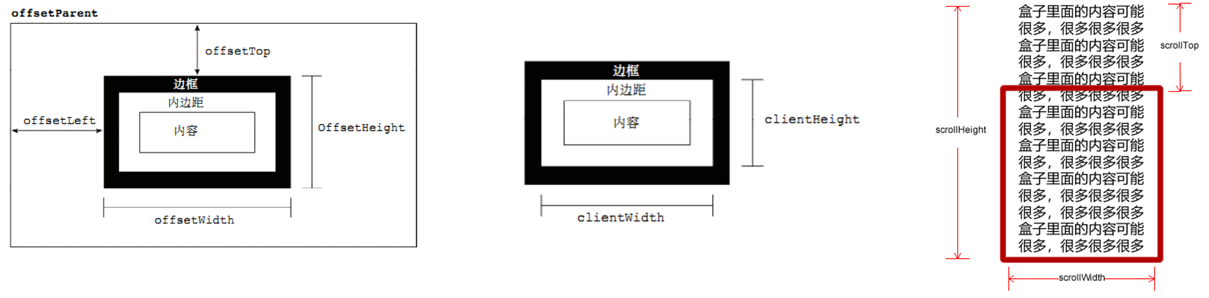 offsetParent
offsetTop
边框
内边距
内容
offsetLeft
OffsetHeight
offsetWidth
边框
内边距
内容
clientHeight
clientWidth
盒子里面的内容可能
很多，很多很多很多
盒子里面的内容可能
很多，很多很多很多
盒子里面的内容可能
很多，很多很多很多
盒子里面的内容可能
很多，很多很多很多
盒子里面的内容可能
很多，很多很多很多
盒子里面的内容可能
很多，很多很多很多
很多，很多很多很多
盒子里面的内容可能
很多，很多很多很多
scrollTop
scrollHeight
scrollWidth